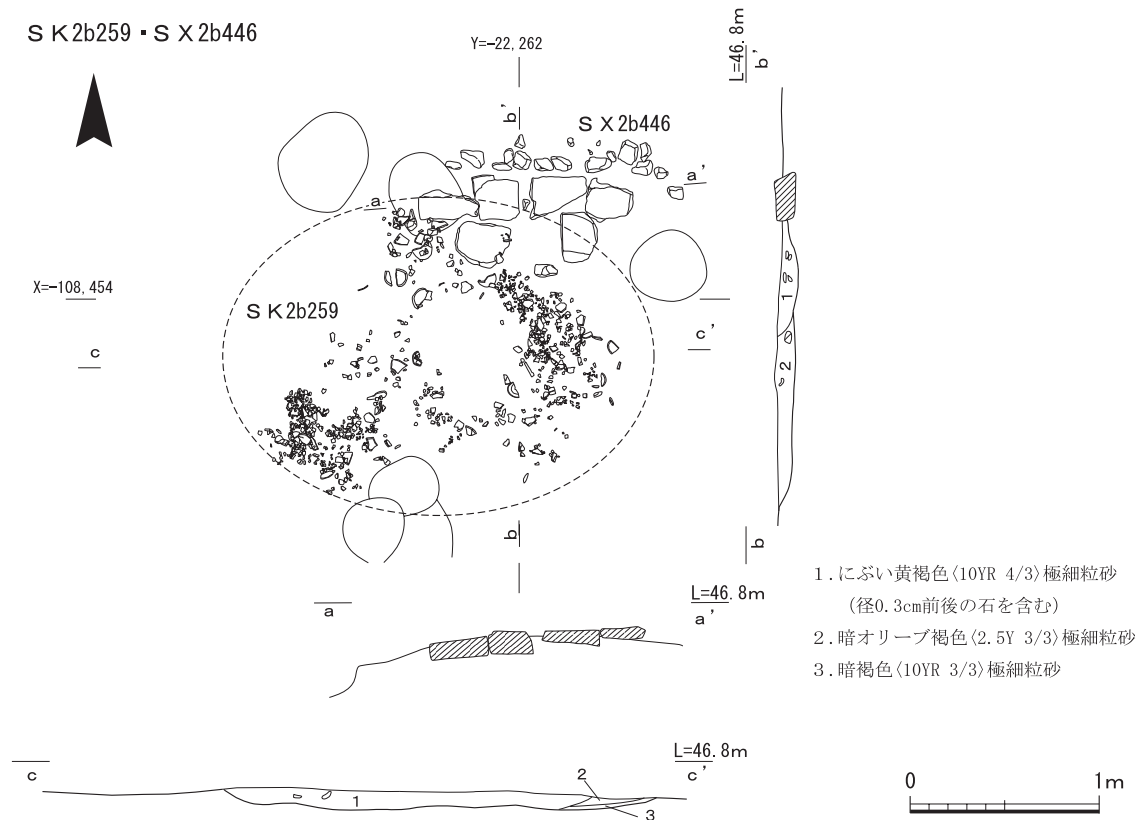 ＳＫ2b259・ＳＸ2b446
Y=-22,262
L=46.8m
b'
b'
ＳＸ2b446
a'
a
X=-108,454
ＳＫ2b259
c'
c
1
2
b
b
1.にぶい黄褐色〈10YR 4/3〉極細粒砂
（径0.3cm前後の石を含む）
2.暗オリーブ褐色〈2.5Y 3/3〉極細粒砂
3.暗褐色〈10YR 3/3〉極細粒砂
a
L=46.8m
a'
L=46.8m
c
c'
1
2
3
0
1m